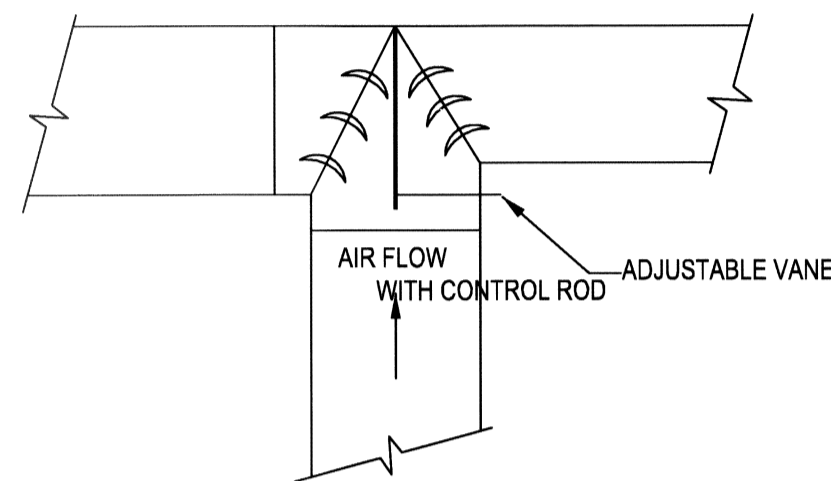 AIR FLOW
WITH CONTROL ROD
ADJUSTABLE VANE